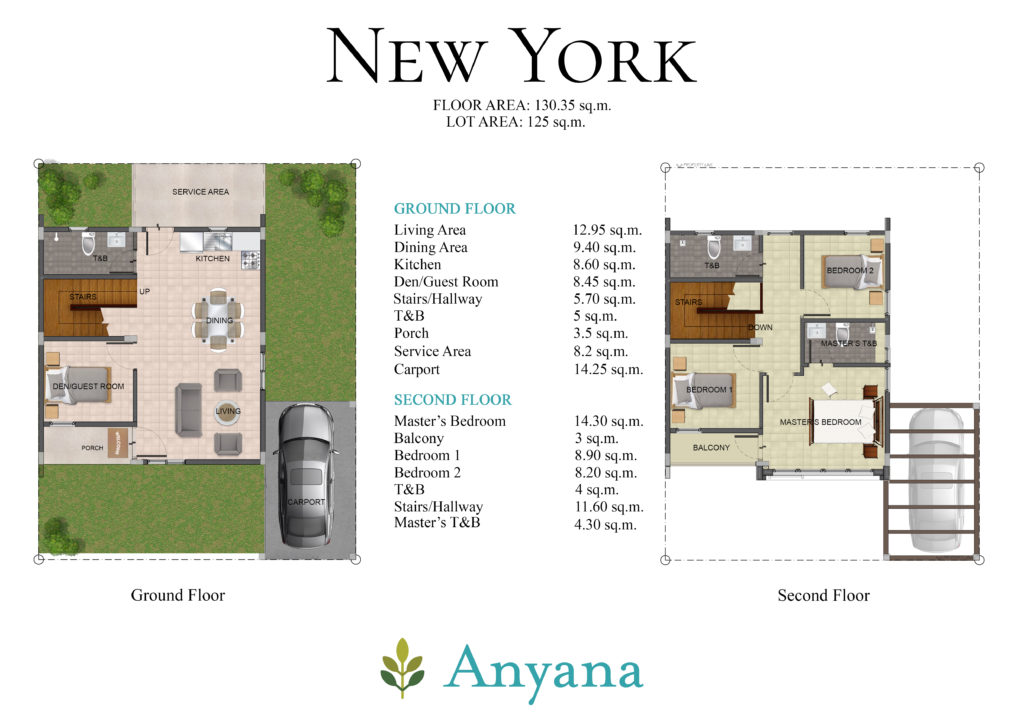 NEW YORK
FLOOR AREA: 130.35 sq.m.
LOT AREA: 125 sq.m.
SERVICE AREA
T&B
KITCHEN
STAIRS
UP
DINING
DEN/GUEST ROOM
LIVING
PORCH
WELCOME
CARPORT
Ground Floor
GROUND FLOOR
Living Area 12.95 sq.m.
Dining Area 9.40 sq.m.
Kitchen 8.60 sq.m.
Den/Guest Room 8.45 sq.m.
Stairs/Hallway 5.70 sq.m.
T&B 5 sq.m.
Porch 3.5 sq.m.
Service Area 8.2 sq.m.
Carport 14.25 sq.m.
SECOND FLOOR
Master's Bedroom 14.30 sq.m.
Balcony 3 sq.m.
Bedroom 1 8.90 sq.m.
Bedroom 2 8.20 sq.m.
T&B 4 sq.m.
Stairs/Hallway 11.60 sq.m.
Master's T&B 4.30 sq.m.
T&B
BEDROOM 2
STAIRS
DOWN
MASTER'S T&B
BEDROOM 1
MASTER'S BEDROOM
BALCONY
Second Floor
Anyana